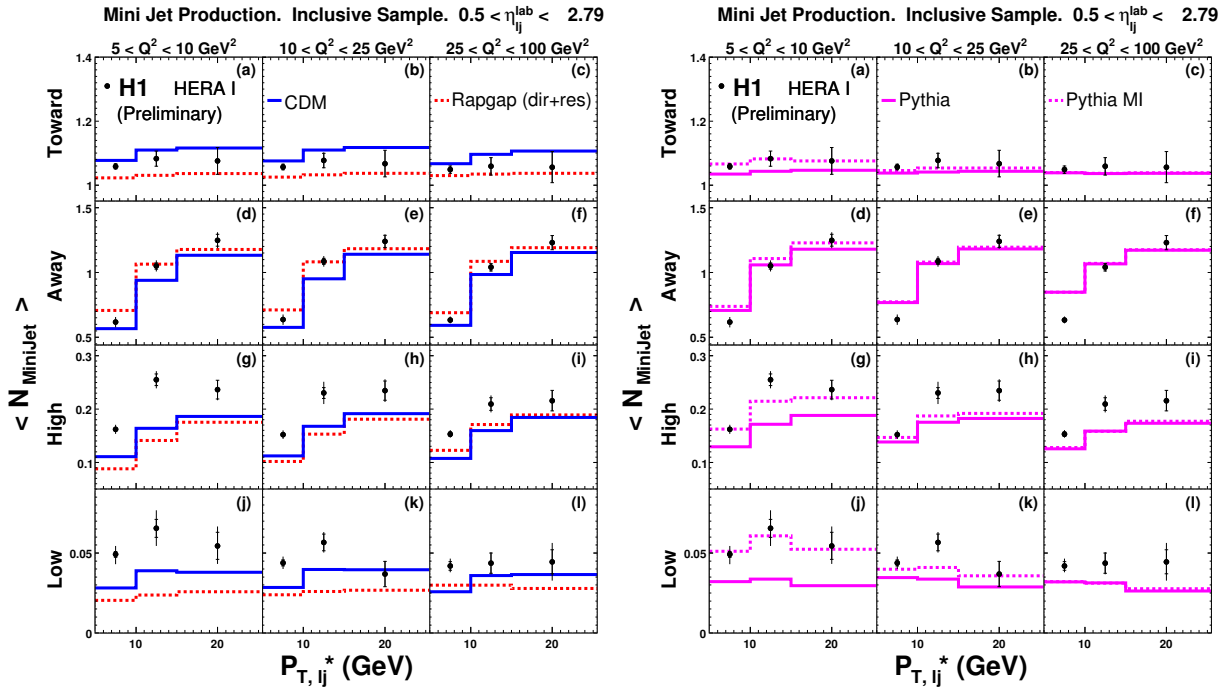 Mini Jet Production. Inclusive Sample. 0.5 < η_lj^lab < 2.79
5 < Q² < 10 GeV² 10 < Q² < 25 GeV² 25 < Q² < 100 GeV²
1.4 (a) (b) (c)
H1 HERA I
(Preliminary)
CDM
Rapgap (dir+res)
Toward
1.2
1
1.5 (d) (e) (f)
Away
1
0.5
< N_MiniJet >
0.3 (g) (h) (i)
High
0.2
0.1
(j) (k) (l)
Low
0.05
0
10 20 10 20 10 20
P_T, lj* (GeV)
Mini Jet Production. Inclusive Sample. 0.5 < η_lj^lab < 2.79
5 < Q² < 10 GeV² 10 < Q² < 25 GeV² 25 < Q² < 100 GeV²
1.4 (a) (b) (c)
H1 HERA I
(Preliminary)
Pythia
Pythia MI
Toward
1.2
1
1.5 (d) (e) (f)
Away
1
0.5
< N_MiniJet >
0.3 (g) (h) (i)
High
0.2
0.1
(j) (k) (l)
Low
0.05
0
10 20 10 20 10 20
P_T, lj* (GeV)